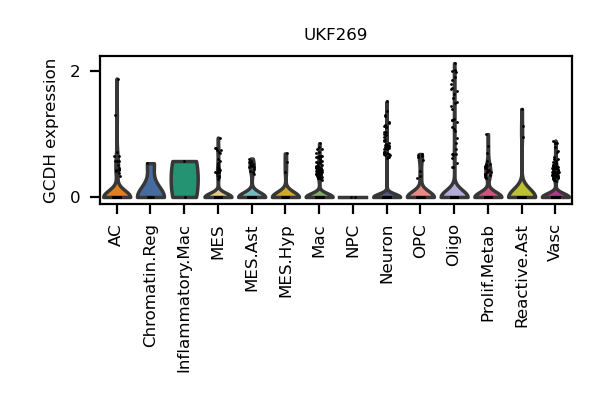 UKF269
GCDH expression
2
0
AC
Chromatin.Reg
Inflammatory.Mac
MES
MES.Ast
MES.Hyp
Mac
NPC
Neuron
OPC
Oligo
Prolif.Metab
Reactive.Ast
Vasc